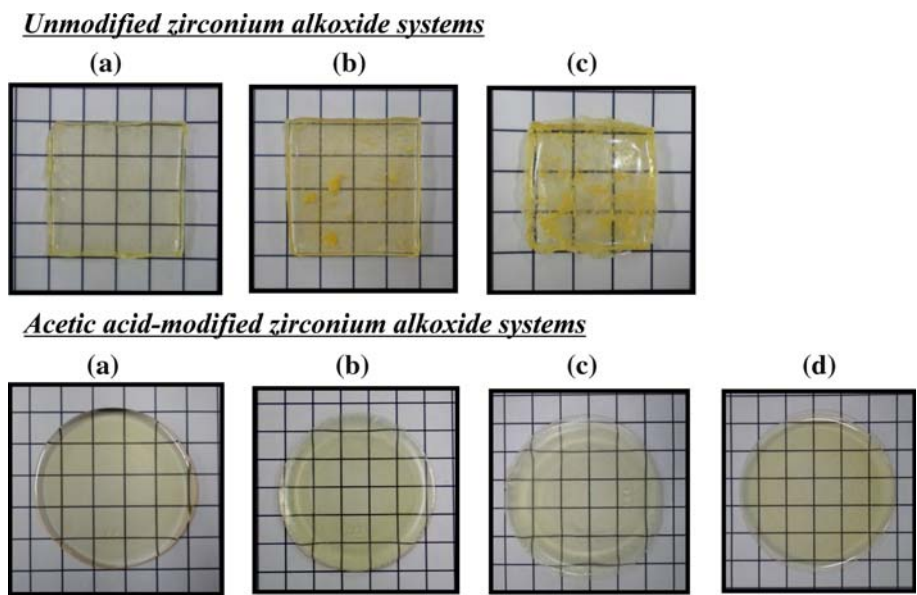 Unmodified zirconium alkoxide systems
(a) (b) (c)
Acetic acid-modified zirconium alkoxide systems
(a) (b) (c) (d)